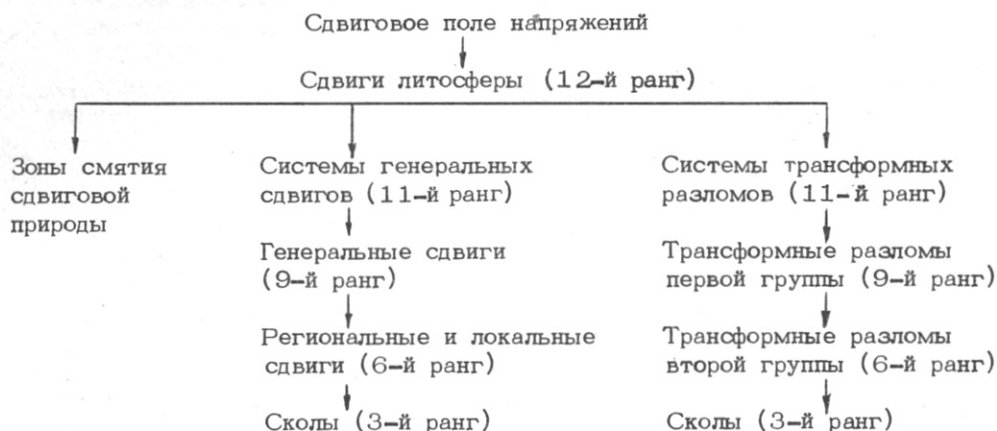 Сдвиговое поле напряжений
Сдвиги литосферы (12-й ранг)
Зоны смятия
сдвиговой
природы
Системы генеральных
сдвигов (11-й ранг)
Генеральные сдвиги
(9-й ранг)
Региональные и локальные
сдвиги (6-й ранг)
Сколы (3-й ранг)
Системы трансформных
разломов (11-й ранг)
Трансформные разломы
первой группы (9-й ранг)
Трансформные разломы
второй группы (6-й ранг)
Сколы (3-й ранг)